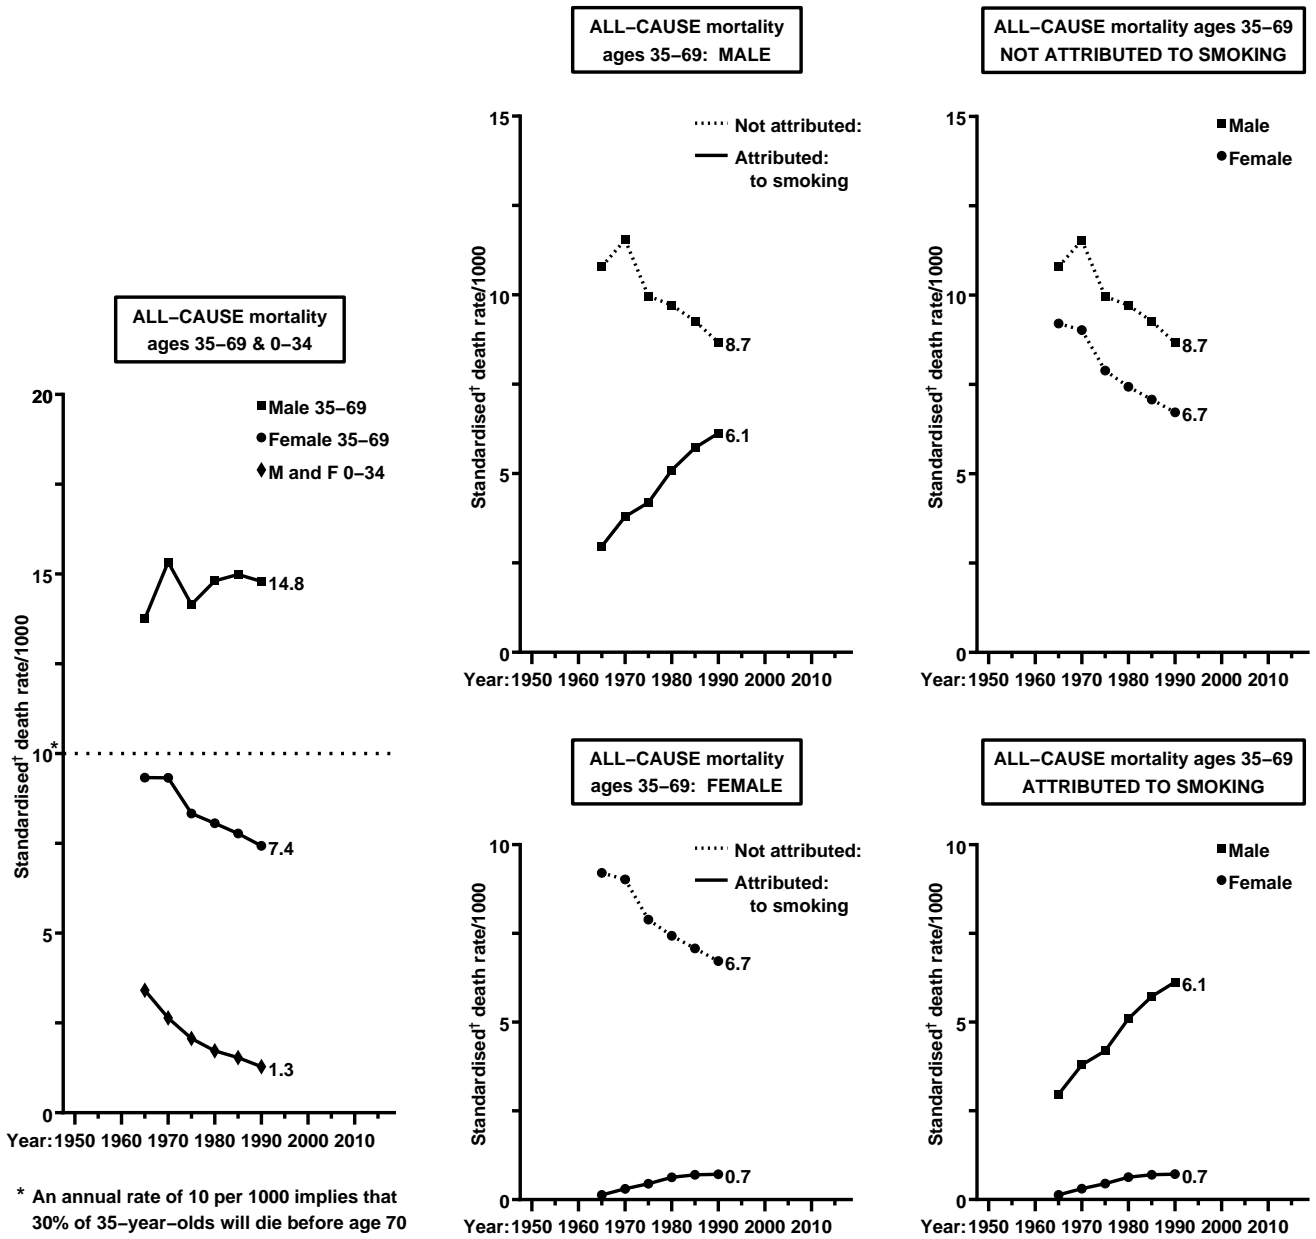 ALL–CAUSE mortality
ages 35–69 & 0–34
Standardised† death rate/1000
20
15
10
*
5
0
Male 35–69
Female 35–69
M and F 0–34
14.8
7.4
1.3
Year: 1950 1960 1970 1980 1990 2000 2010
* An annual rate of 10 per 1000 implies that
30% of 35–year–olds will die before age 70
ALL–CAUSE mortality
ages 35–69: MALE
Standardised† death rate/1000
15
10
5
0
Not attributed:
Attributed:
to smoking
8.7
6.1
Year: 1950 1960 1970 1980 1990 2000 2010
ALL–CAUSE mortality ages 35–69
NOT ATTRIBUTED TO SMOKING
Standardised† death rate/1000
15
10
5
0
Male
Female
8.7
6.7
Year: 1950 1960 1970 1980 1990 2000 2010
ALL–CAUSE mortality
ages 35–69: FEMALE
Standardised† death rate/1000
10
5
0
Not attributed:
Attributed:
to smoking
6.7
0.7
Year: 1950 1960 1970 1980 1990 2000 2010
ALL–CAUSE mortality ages 35–69
ATTRIBUTED TO SMOKING
Standardised† death rate/1000
10
5
0
Male
Female
6.1
0.7
Year: 1950 1960 1970 1980 1990 2000 2010